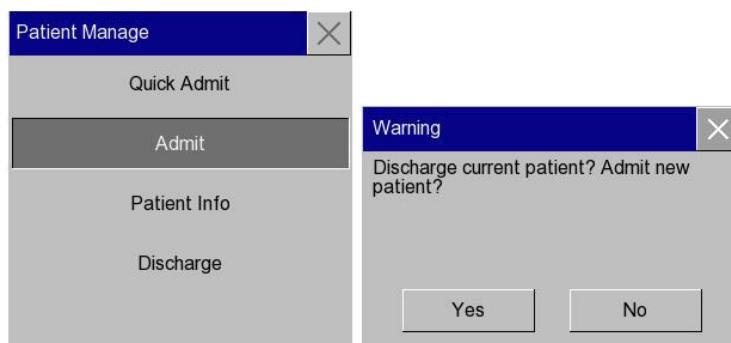 Patient Manage
Quick Admit
Admit
Patient Info
Discharge
Warning
Discharge current patient? Admit new
patient?
Yes
No